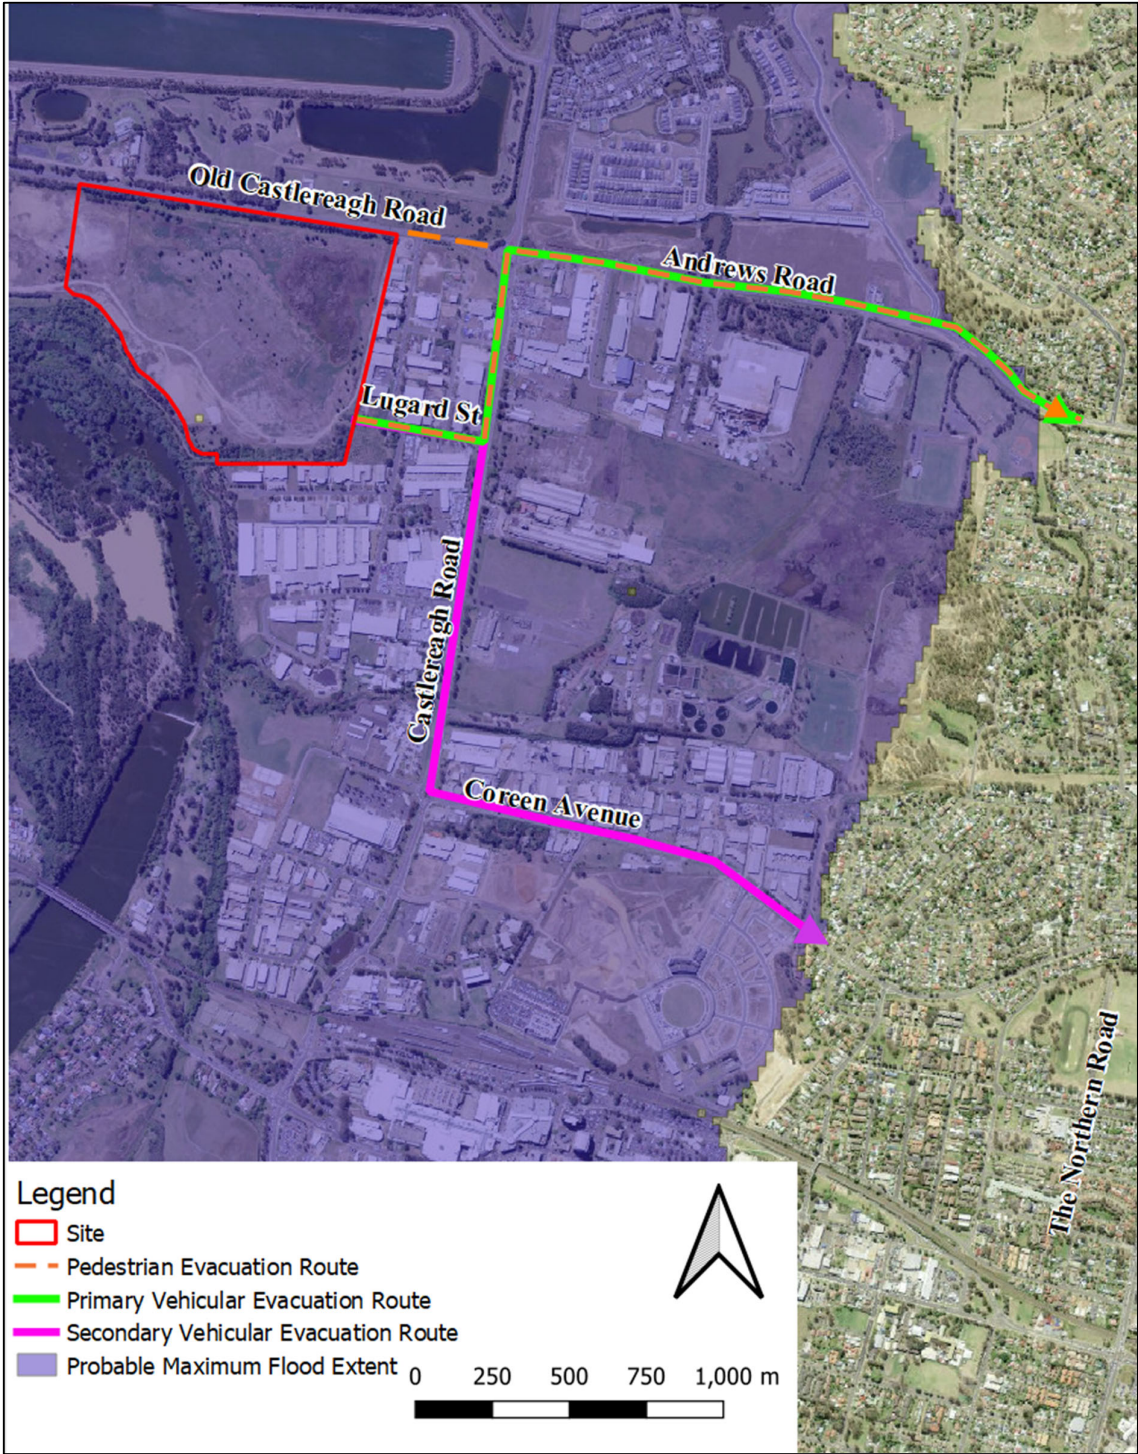 Old Castlereagh Road
Andrews Road
Lugard St
Castlereagh Road
Coreen Avenue
The Northern Road
Legend
Site
Pedestrian Evacuation Route
Primary Vehicular Evacuation Route
Secondary Vehicular Evacuation Route
Probable Maximum Flood Extent
0 250 500 750 1,000 m